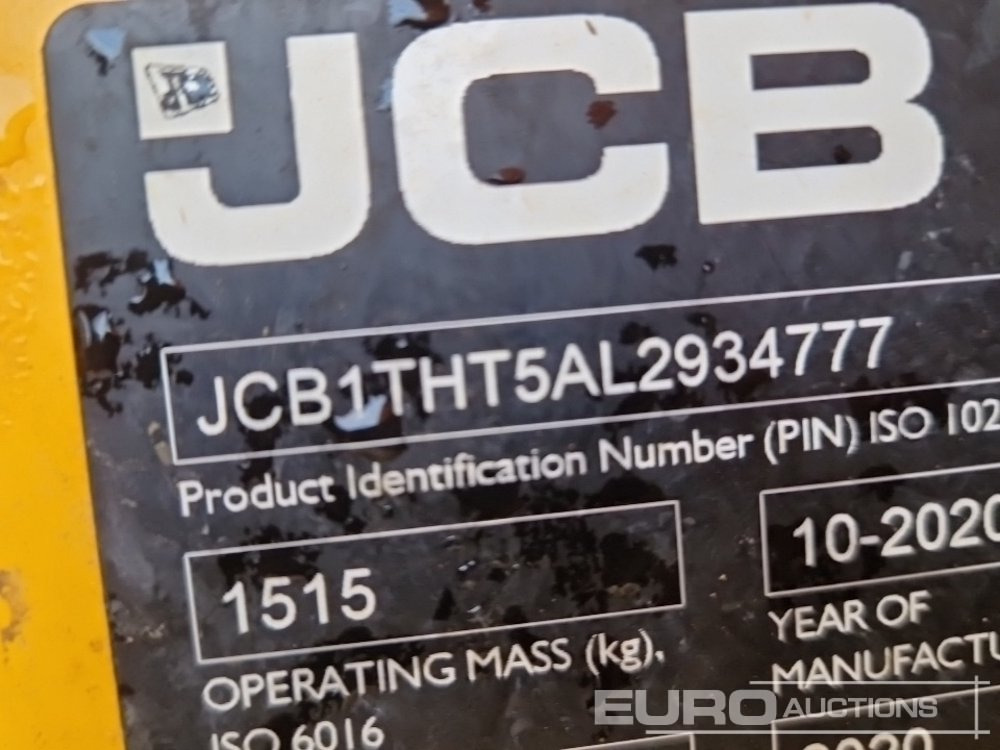 JCB
JCB1THT5AL2934777
Product Identification Number (PIN) ISO 102
1515
10-2020
OPERATING MASS (kg),
ISO 6016
YEAR OF
MANUFACTU
EURO AUCTIONS